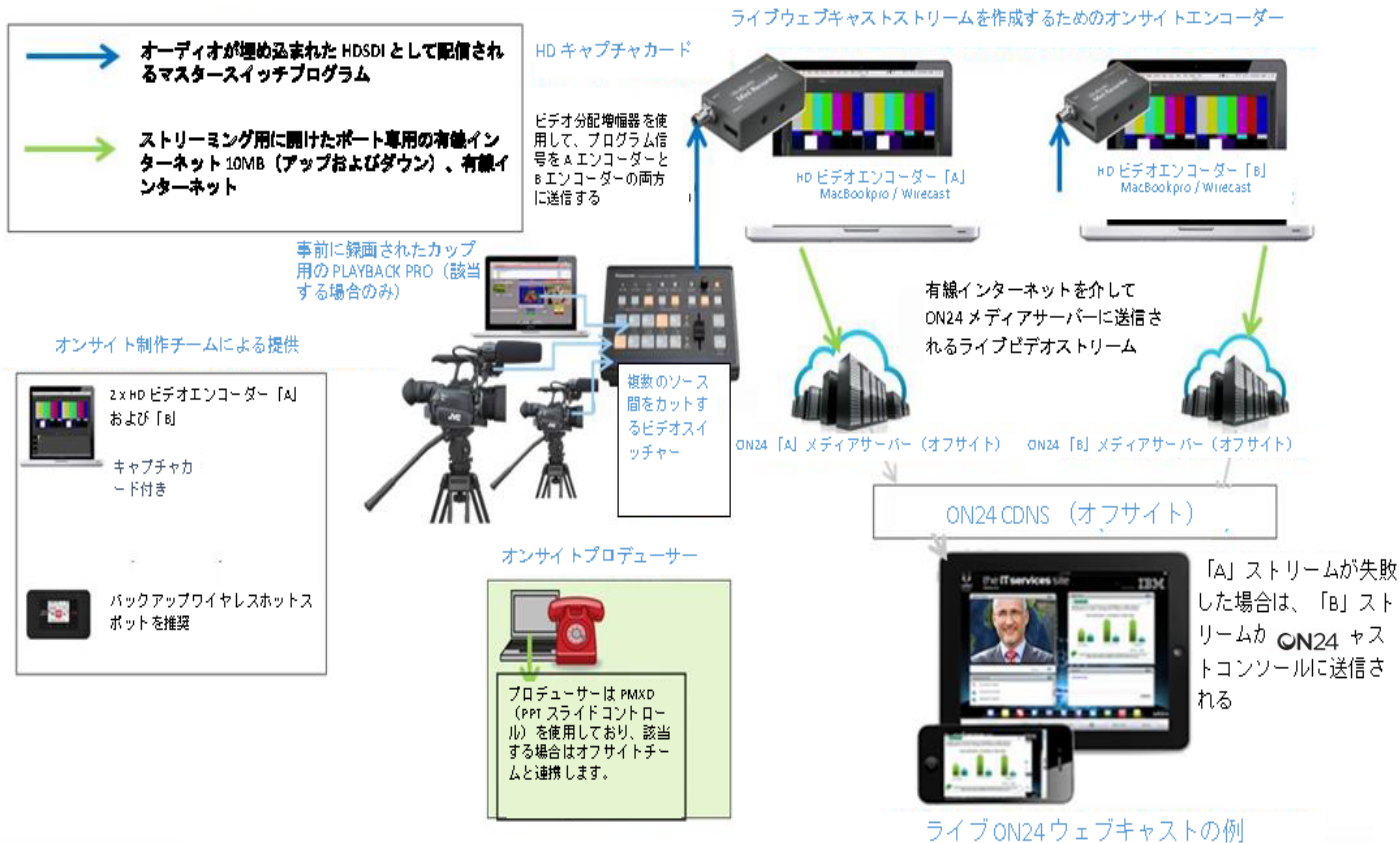 ライブウェブキャストストリームを作成するためのオンサイトエンコーダー
オーディオが埋め込まれた HDSDI として配信され
るマスタースイッチプログラム
ストリーミング用に開けたポート専用の有線イン
ターネット 10MB（アップおよびダウン）、有線イ
ンターネット
HD キャプチャカード
ビデオ分配増幅器を使
用して、プログラム信
号を A エンコーダーと
B エンコーダーの両方
に送信する
Mini Recorder
HD ビデオエンコーダー「A」
MacBookpro / Wirecast
Mini Recorder
HD ビデオエンコーダー「B」
MacBookpro / Wirecast
事前に録画されたカップ
用の PLAYBACK PRO（該当
する場合のみ）
Panasonic
JVC
複数のソース
間をカットす
るビデオスイ
ッチャー
有線インターネットを介して
ON24 メディアサーバーに送信さ
れるライブビデオストリーム
オンサイト制作チームによる提供
2 x HD ビデオエンコーダー「A」
および「B」
キャプチャカ
ード付き
バックアップワイヤレスホットス
ポットを推奨
ON24「A」メディアサーバー（オフサイト）
ON24「B」メディアサーバー（オフサイト）
ON24 CDNS （オフサイト）
オンサイトプロデューサー
プロデューサーは PMXD
（PPT スライドコントロー
ル）を使用しており、該当
する場合はオフサイトチー
ムと連携します。
the IT services site
IBM
「A」ストリームが失敗
した場合は、「B」スト
リームが ON24 ャス
トコンソールに送信さ
れる
ライブ ON24 ウェブキャストの例